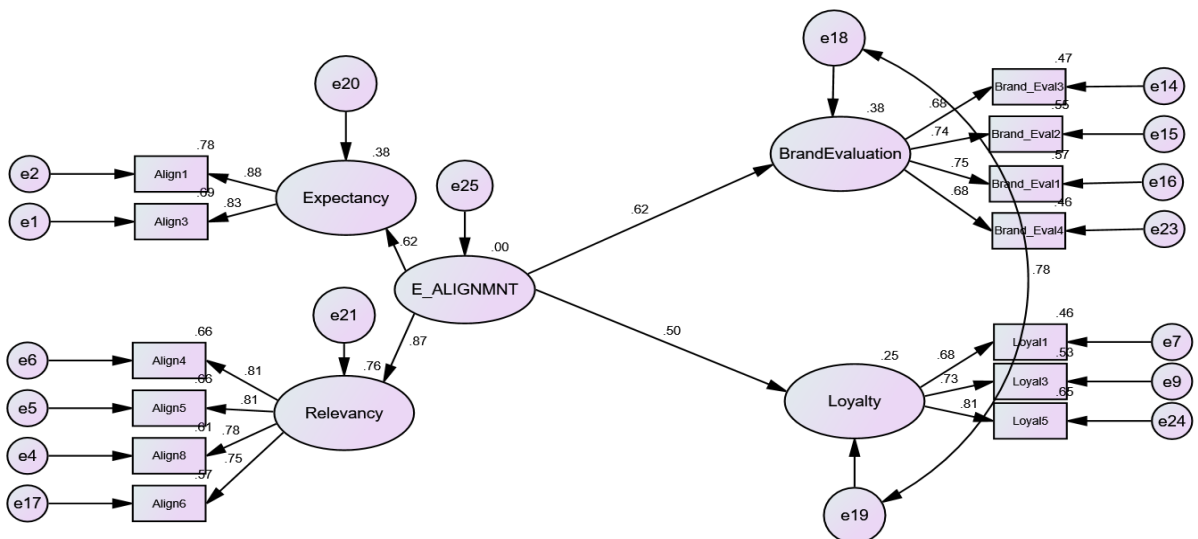 e20
e2
.78
Align1
.88
.38
Expectancy
e1
.69
Align3
.83
e25
.62
.00
E_ALIGNMNT
.87
e21
.76
Relevancy
e6
.66
Align4
.81
e5
.66
Align5
.81
e4
.61
Align8
.78
e17
.57
Align6
.75
.62
.50
e18
.38
BrandEvaluation
.68
.47
Brand_Eval3
e14
.74
.55
Brand_Eval2
e15
.75
.57
Brand_Eval1
e16
.68
.46
Brand_Eval4
e23
.78
.25
Loyalty
.68
.46
Loyal1
e7
.73
.53
Loyal3
e9
.81
.65
Loyal5
e24
e19